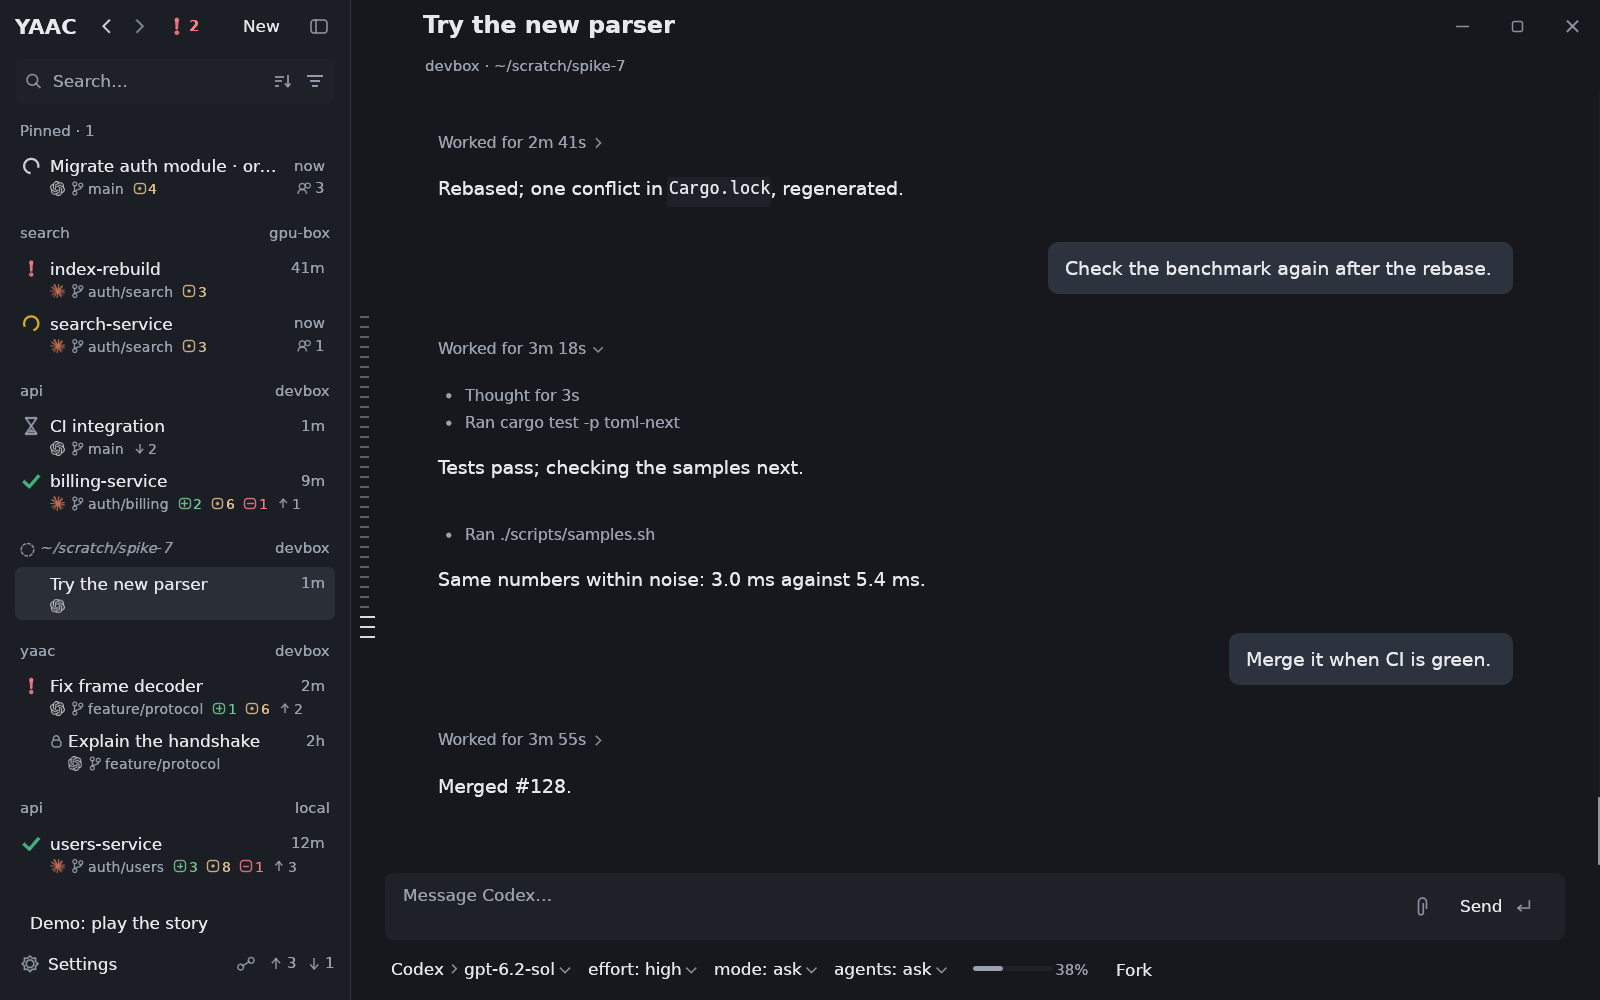 YAAC
2
New
Search...
Pinned · 1
Migrate auth module · or... now
main 4 3
search gpu-box
index-rebuild 41m
auth/search 3
search-service now
auth/search 3 1
api devbox
CI integration 1m
main ↓2
billing-service 9m
auth/billing 2 6 1 ↑1
~/scratch/spike-7 devbox
Try the new parser 1m
yaac devbox
Fix frame decoder 2m
feature/protocol 1 6 ↑2
Explain the handshake 2h
feature/protocol
api local
users-service 12m
auth/users 3 8 1 ↑3
Demo: play the story
Settings ↑3 ↓1
Try the new parser
devbox · ~/scratch/spike-7
Worked for 2m 41s
Rebased; one conflict in Cargo.lock, regenerated.
Check the benchmark again after the rebase.
Worked for 3m 18s
• Thought for 3s
• Ran cargo test -p toml-next
Tests pass; checking the samples next.
• Ran ./scripts/samples.sh
Same numbers within noise: 3.0 ms against 5.4 ms.
Merge it when CI is green.
Worked for 3m 55s
Merged #128.
Message Codex...
Send
Codex gpt-6.2-sol effort: high mode: ask agents: ask 38% Fork